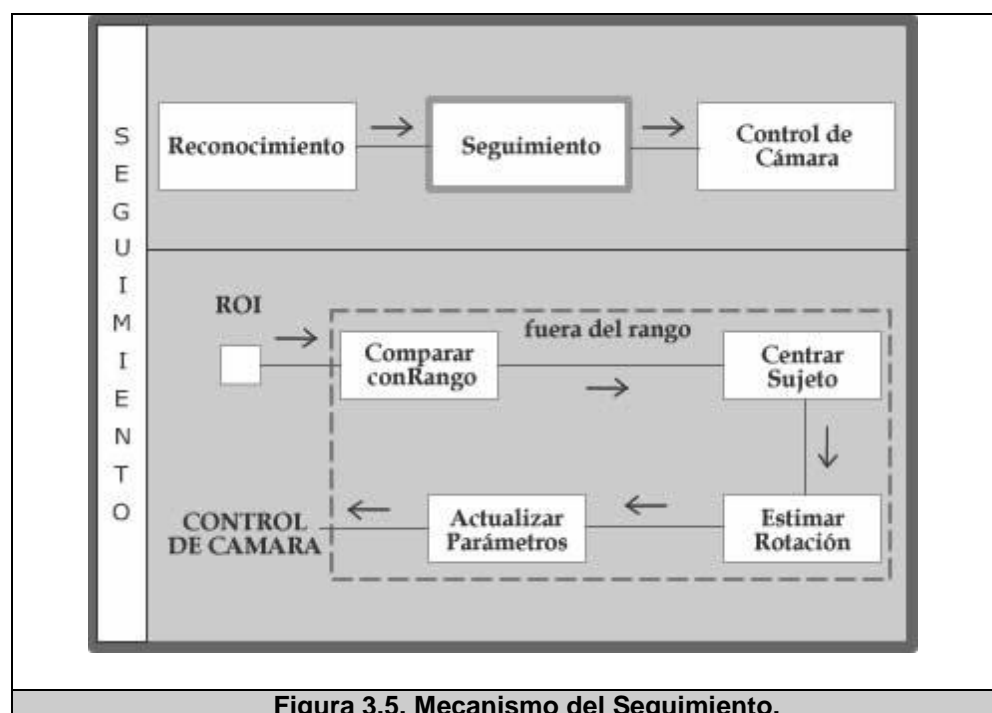 SEGUIMIENTO
Reconocimiento
Seguimiento
Control de
Cámara
ROI
Comparar
conRango
fuera del rango
Centrar
Sujeto
CONTROL
DE CAMARA
Actualizar
Parámetros
Estimar
Rotación
Figura 3.5. Mecanismo del Seguimiento.